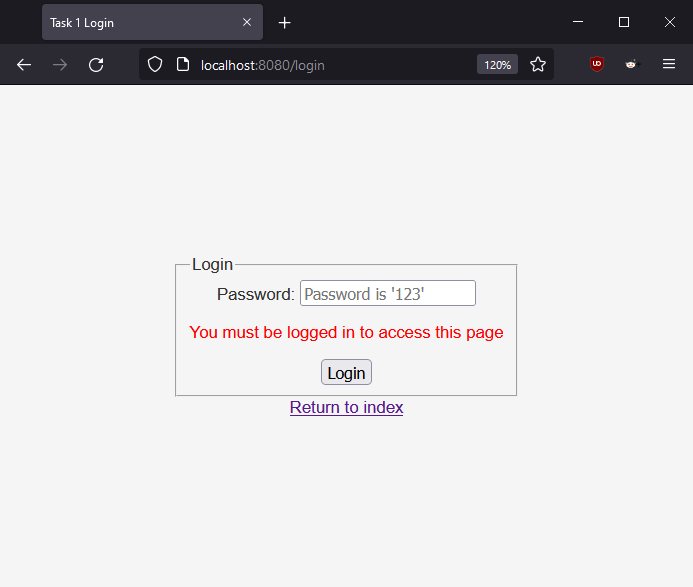 Task 1 Login
localhost:8080/login
120%
Login
Password: Password is '123'
You must be logged in to access this page
Login
Return to index